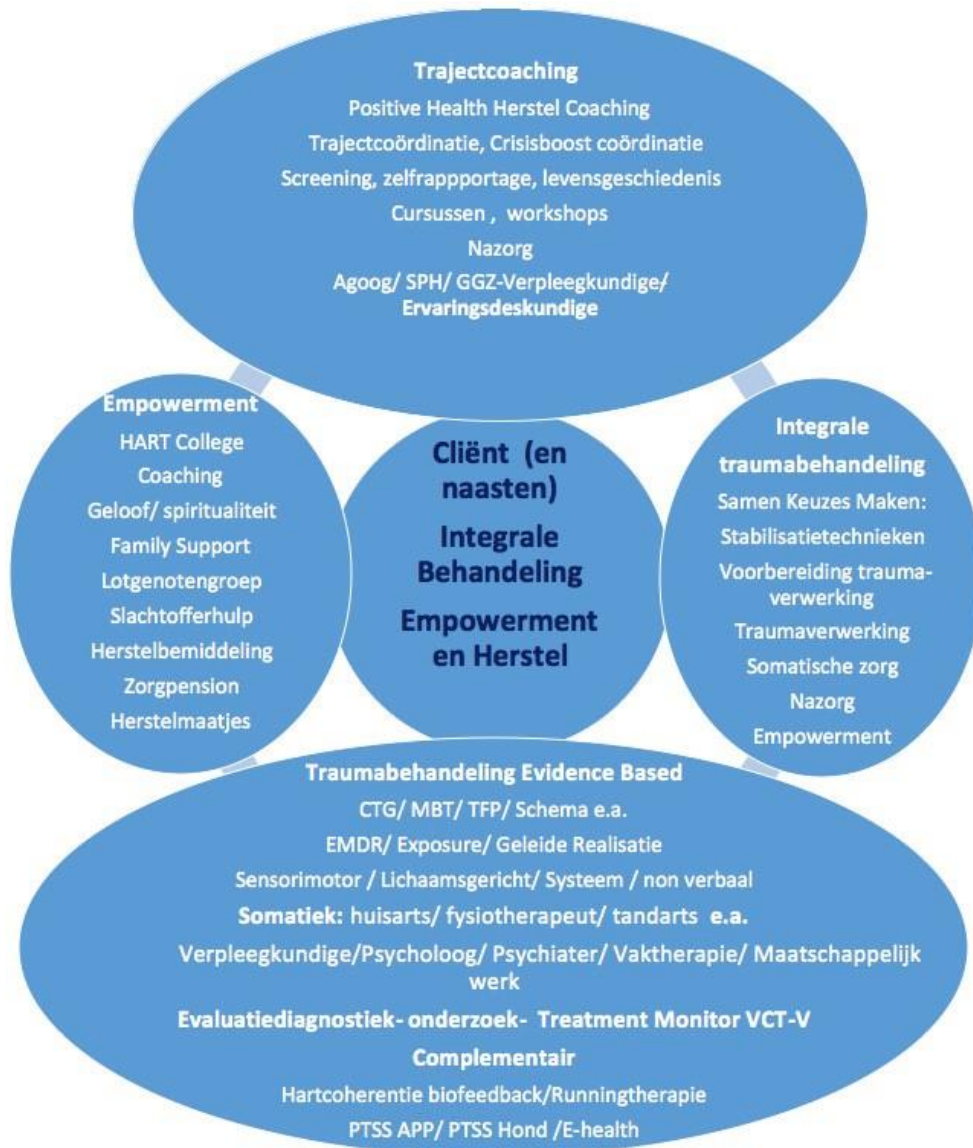 Trajectcoaching
Positive Health Herstel Coaching
Trajectcoördinatie, Crisisboost coördinatie
Screening, zelfrappportage, levensgeschiedenis
Cursussen , workshops
Nazorg
Agoog/ SPH/ GGZ-Verpleegkundige/
Ervaringsdeskundige
Empowerment
HART College
Coaching
Geloof/ spiritualiteit
Family Support
Lotgenotengroep
Slachtofferhulp
Herstelbemiddeling
Zorgpension
Herstelmaatjes
Cliënt (en
naasten)
Integrale
Behandeling
Empowerment
en Herstel
Integrale
traumabehandeling
Samen Keuzes Maken:
Stabilisatietechnieken
Voorbereiding trauma-
verwerking
Traumaverwerking
Somatische zorg
Nazorg
Empowerment
Traumabehandeling Evidence Based
CTG/ MBT/ TFP/ Schema e.a.
EMDR/ Exposure/ Geleide Realisatie
Sensorimotor / Lichaamsgericht/ Systeem / non verbaal
Somatiek: huisarts/ fysiotherapeut/ tandarts e.a.
Verpleegkundige/Psycholoog/ Psychiater/ Vaktherapie/ Maatschappelijk
werk
Evaluatiediagnostiek- onderzoek- Treatment Monitor VCT-V
Complementair
Hartcoherentie biofeedback/Runningtherapie
PTSS APP/ PTSS Hond /E-health